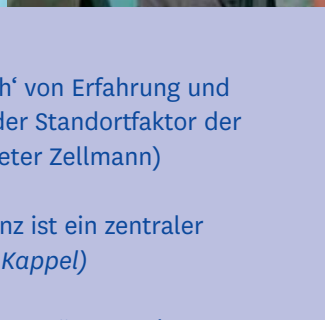 h‘ von Erfahrung und
der Standortfaktor der
eter Zellmann)
nz ist ein zentraler
Kappel)